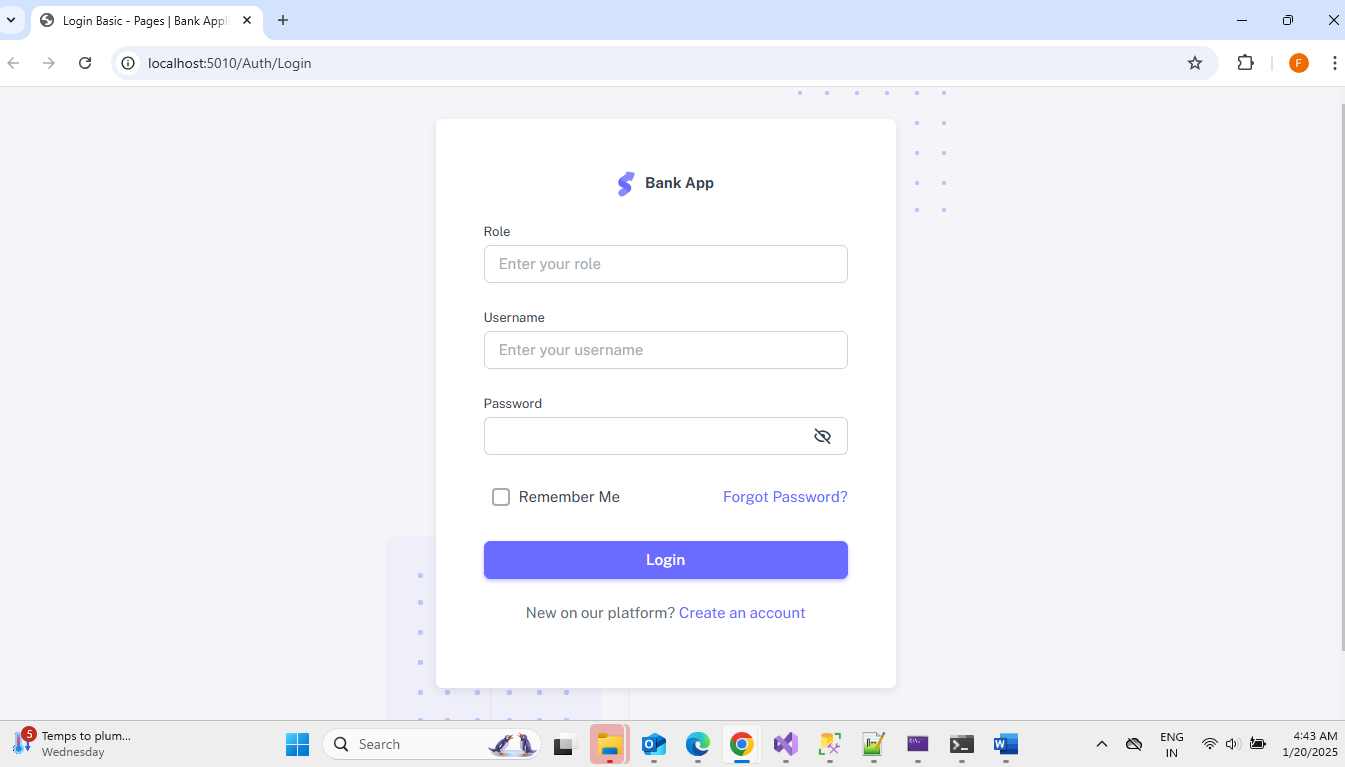 Login Basic - Pages | Bank Appli
localhost:5010/Auth/Login
F
Bank App
Role
Enter your role
Username
Enter your username
Password
Remember Me
Forgot Password?
Login
New on our platform? Create an account
5
Temps to plum...
Wednesday
Search
ENG
IN
4:43 AM
1/20/2025